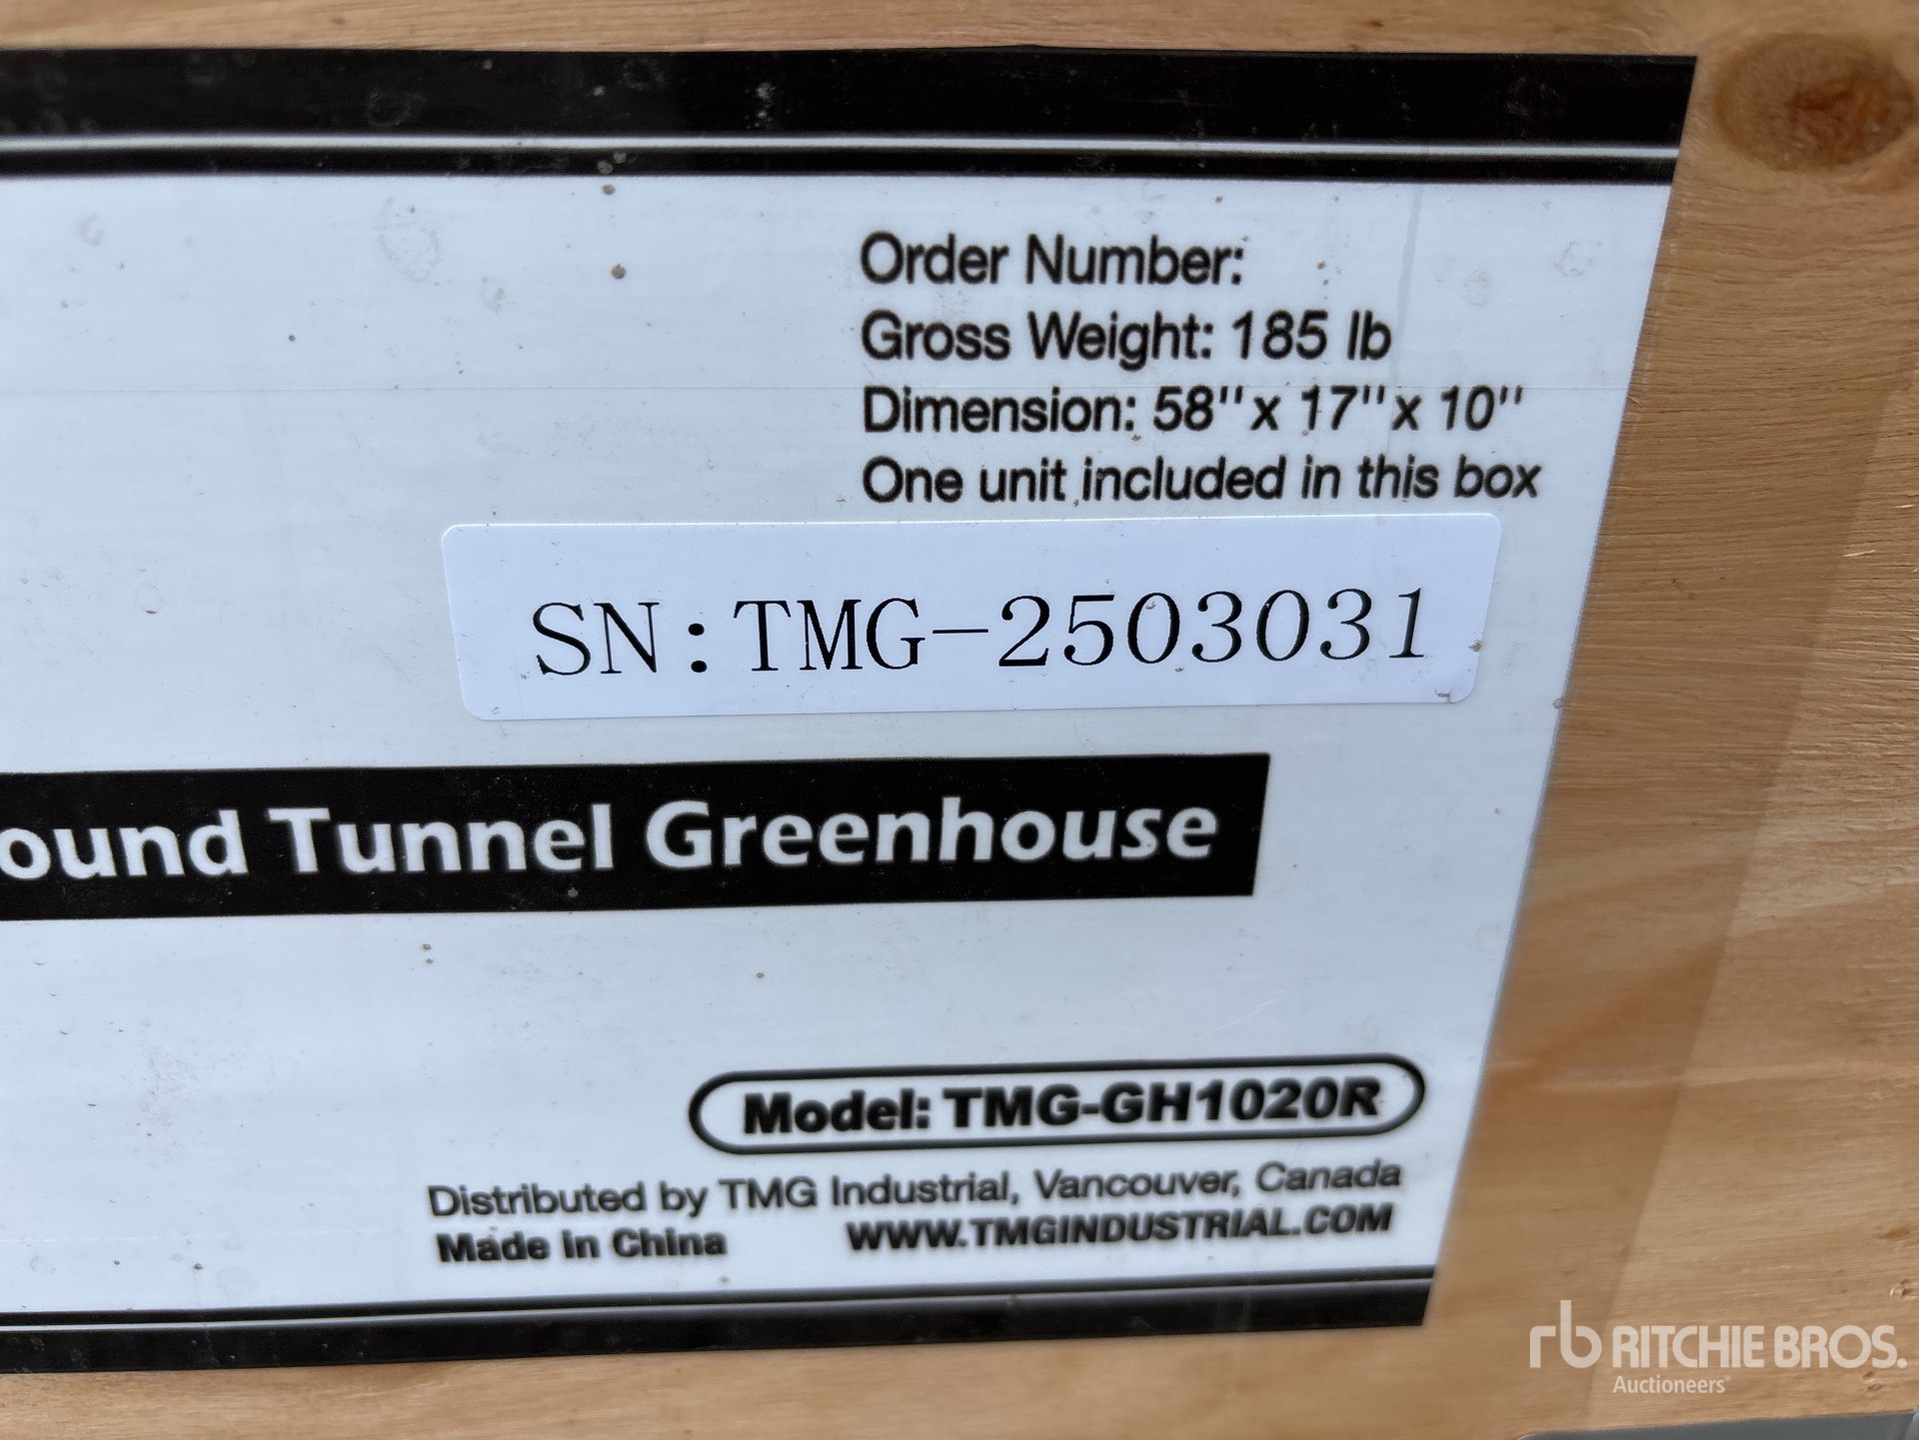 Order Number:
Gross Weight: 185 lb
Dimension: 58"x 17"x 10"
One unit included in this box
SN:TMG-2503031
ound Tunnel Greenhouse
Model: TMG-GH1020R
Distributed by TMG Industrial, Vancouver, Canada
Made in China WWW.TMGINDUSTRIAL.COM
rb RITCHIE BROS.
Auctioneers